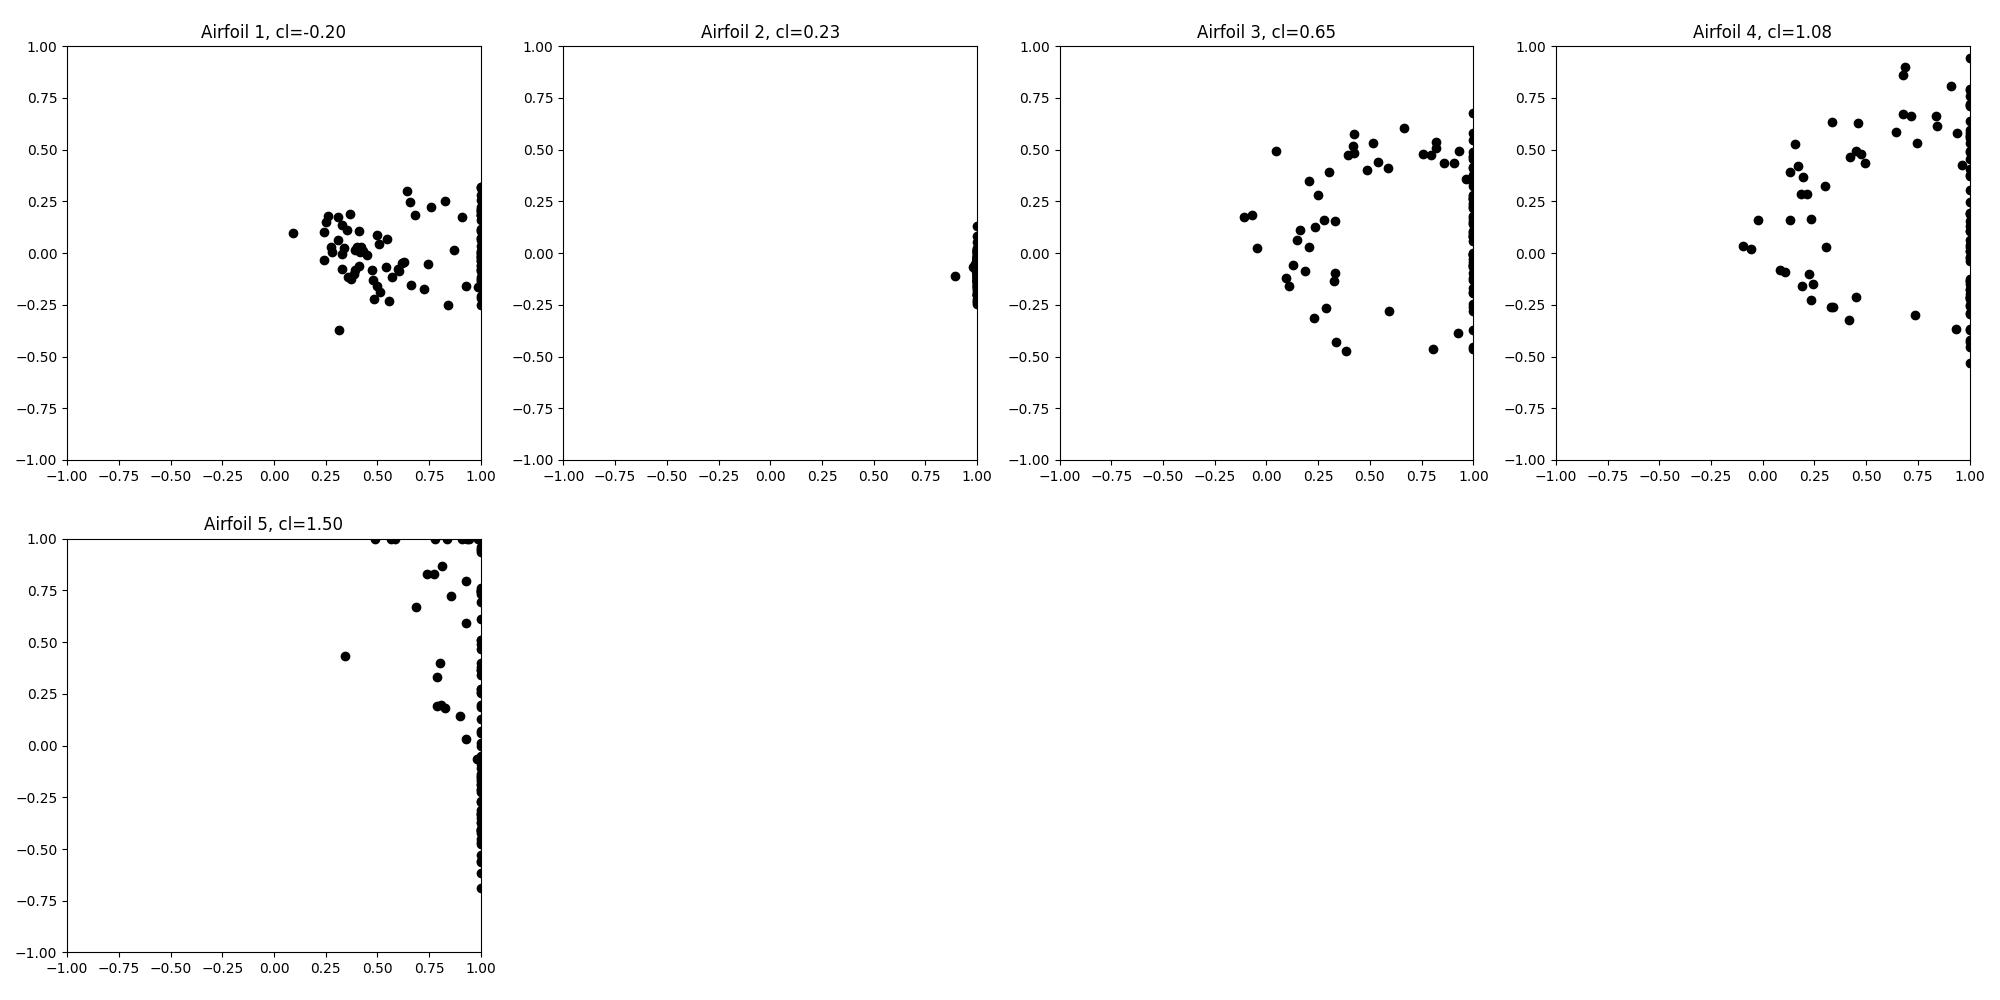 Airfoil 1, cl=-0.20
Airfoil 2, cl=0.23
Airfoil 3, cl=0.65
Airfoil 4, cl=1.08
1.00 1.00 1.00 1.00
0.75 0.75 0.75 0.75
0.50 0.50 0.50 0.50
0.25 0.25 0.25 0.25
0.00 0.00 0.00 0.00
−0.25 −0.25 −0.25 −0.25
−0.50 −0.50 −0.50 −0.50
−0.75 −0.75 −0.75 −0.75
−1.00 −1.00 −1.00 −1.00
−1.00 −0.75 −0.50 −0.25 0.00 0.25 0.50 0.75 1.00
−1.00 −0.75 −0.50 −0.25 0.00 0.25 0.50 0.75 1.00
−1.00 −0.75 −0.50 −0.25 0.00 0.25 0.50 0.75 1.00
−1.00 −0.75 −0.50 −0.25 0.00 0.25 0.50 0.75 1.00
Airfoil 5, cl=1.50
1.00
0.75
0.50
0.25
0.00
−0.25
−0.50
−0.75
−1.00
−1.00 −0.75 −0.50 −0.25 0.00 0.25 0.50 0.75 1.00